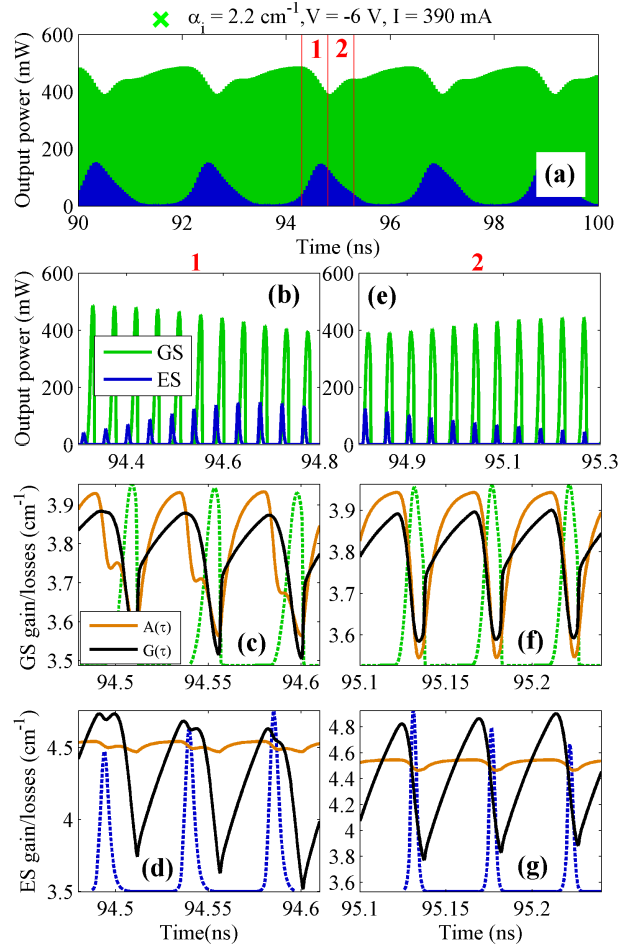 αᵢ = 2.2 cm⁻¹,V = -6 V, I = 390 mA
600
400
200
0
Output power (mW)
1 2
(a)
90 92 94 96 98 100
Time (ns)
1 2
600
400
200
0
Output power (mW)
(b)
GS
ES
94.4 94.6 94.8
(e)
94.9 95.1 95.3
3.9
3.8
3.7
3.6
3.5
GS gain/losses (cm⁻¹)
A(τ)
G(τ)
(c)
94.5 94.55 94.6
3.9
3.8
3.7
3.6
(f)
95.1 95.15 95.2
4.5
4
3.5
ES gain/losses (cm⁻¹)
(d)
94.5 94.55 94.6
Time(ns)
4.8
4.6
4.4
4.2
4
3.8
3.6
(g)
95.1 95.15 95.2
Time (ns)